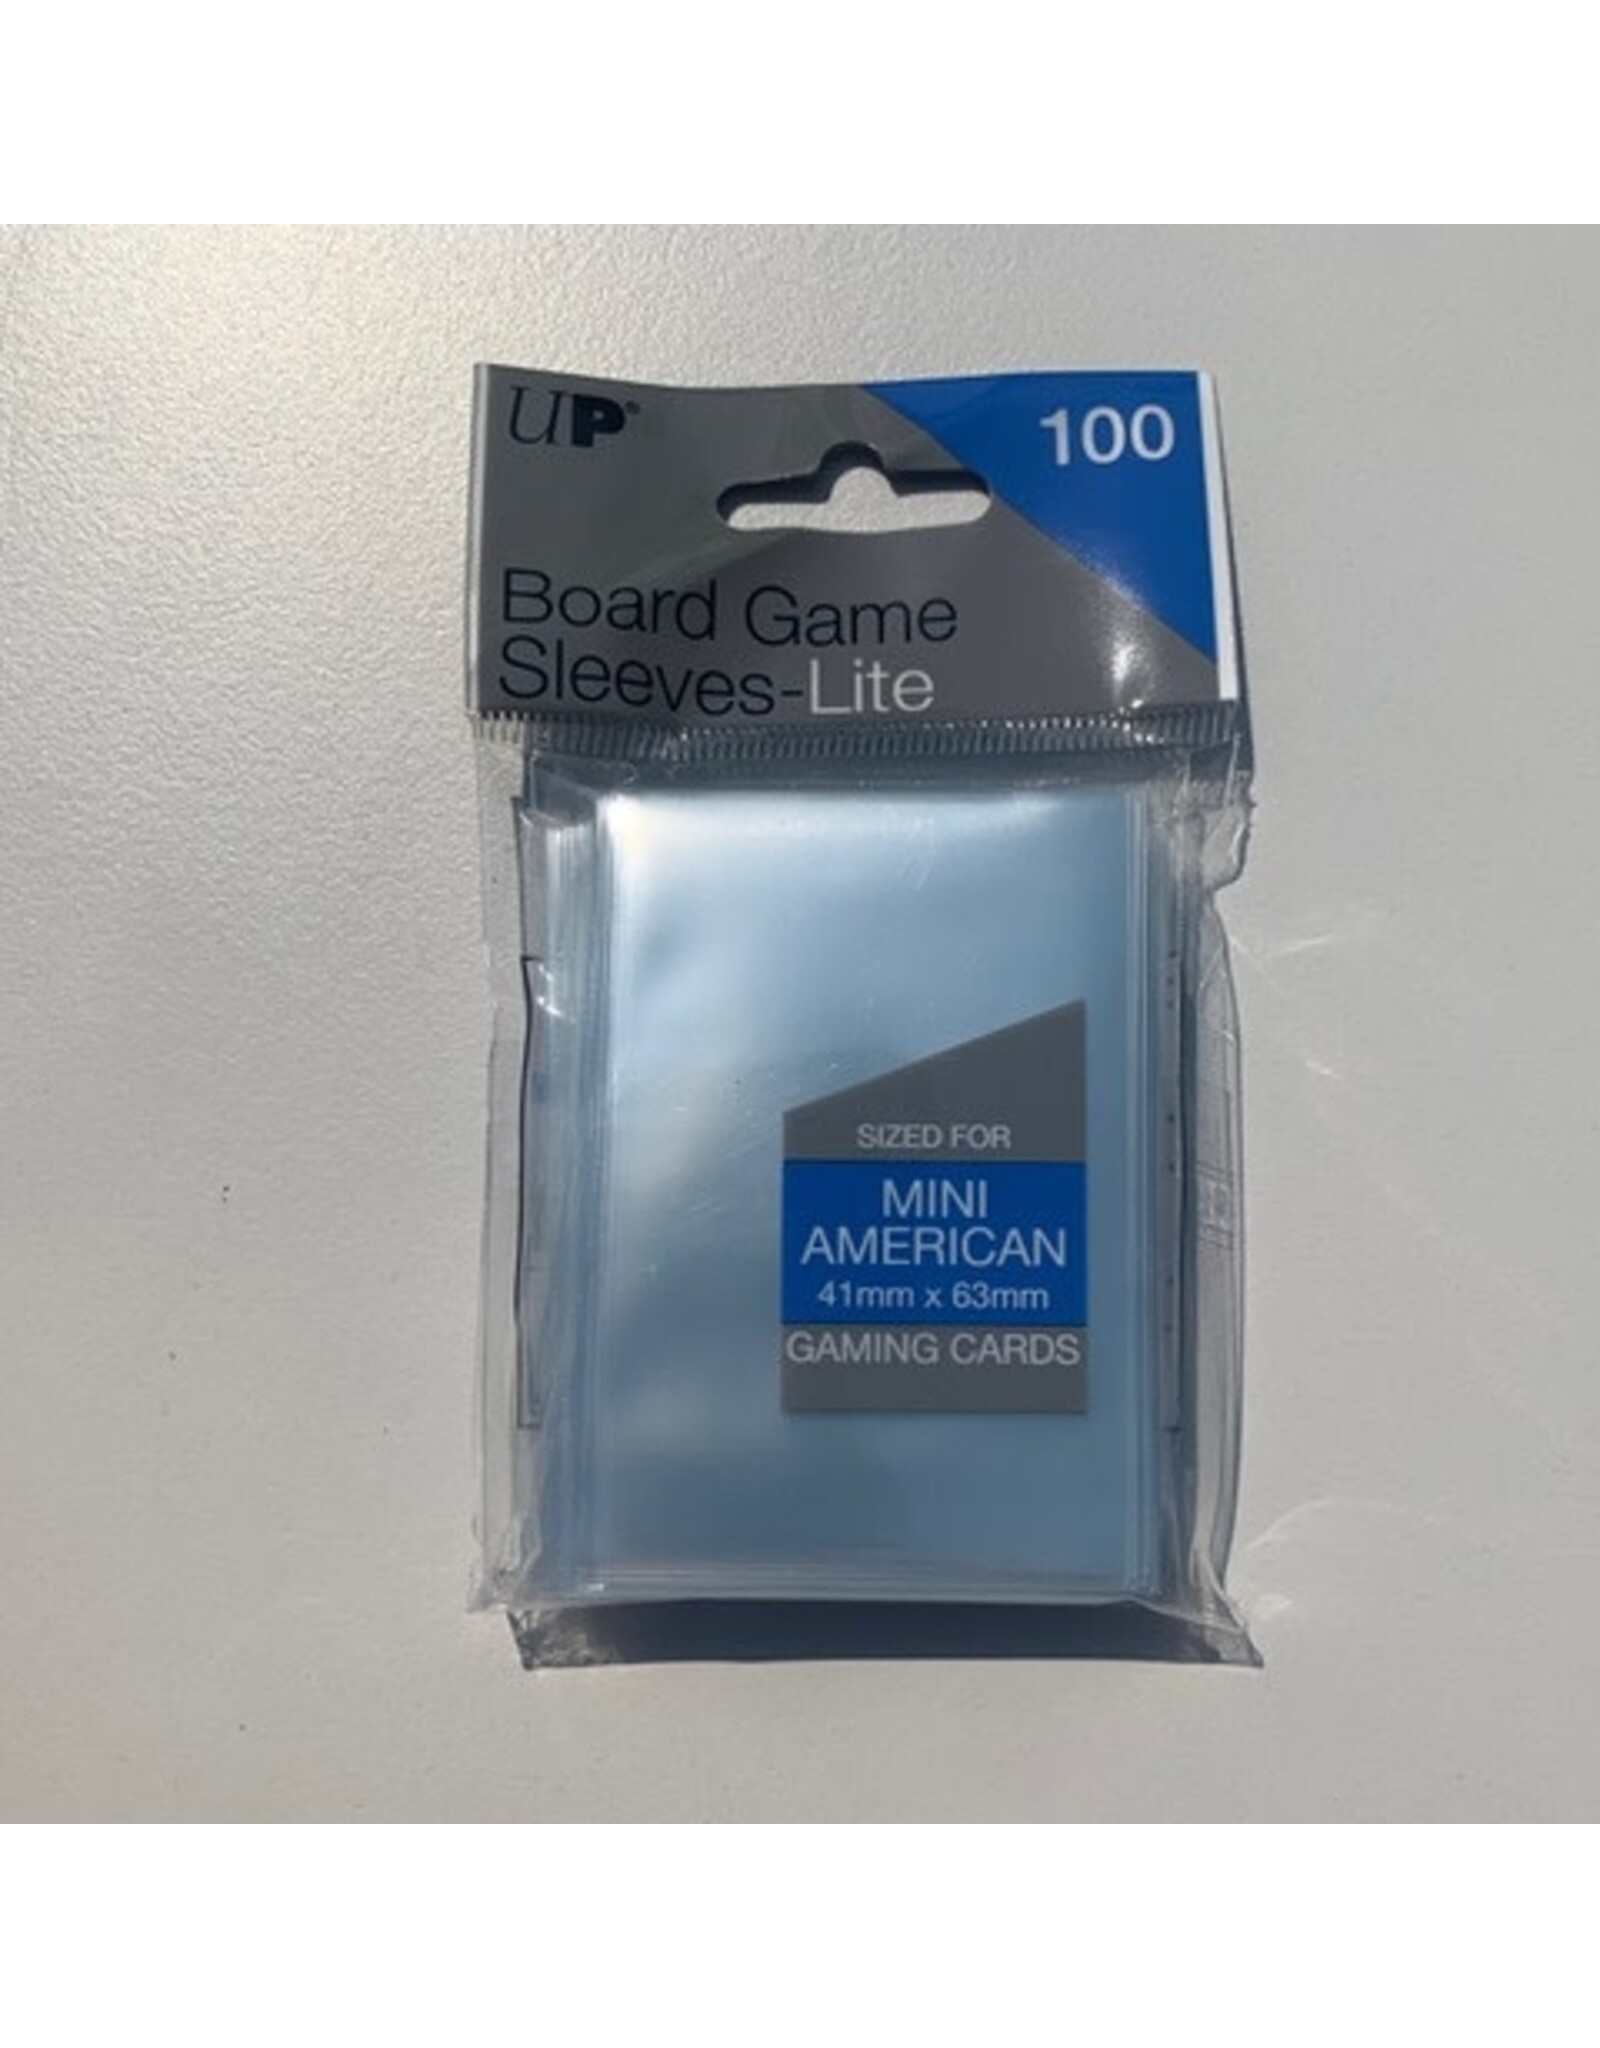 UP®
100
Board Game
Sleeves-Lite
SIZED FOR
MINI
AMERICAN
41mm x 63mm
GAMING CARDS